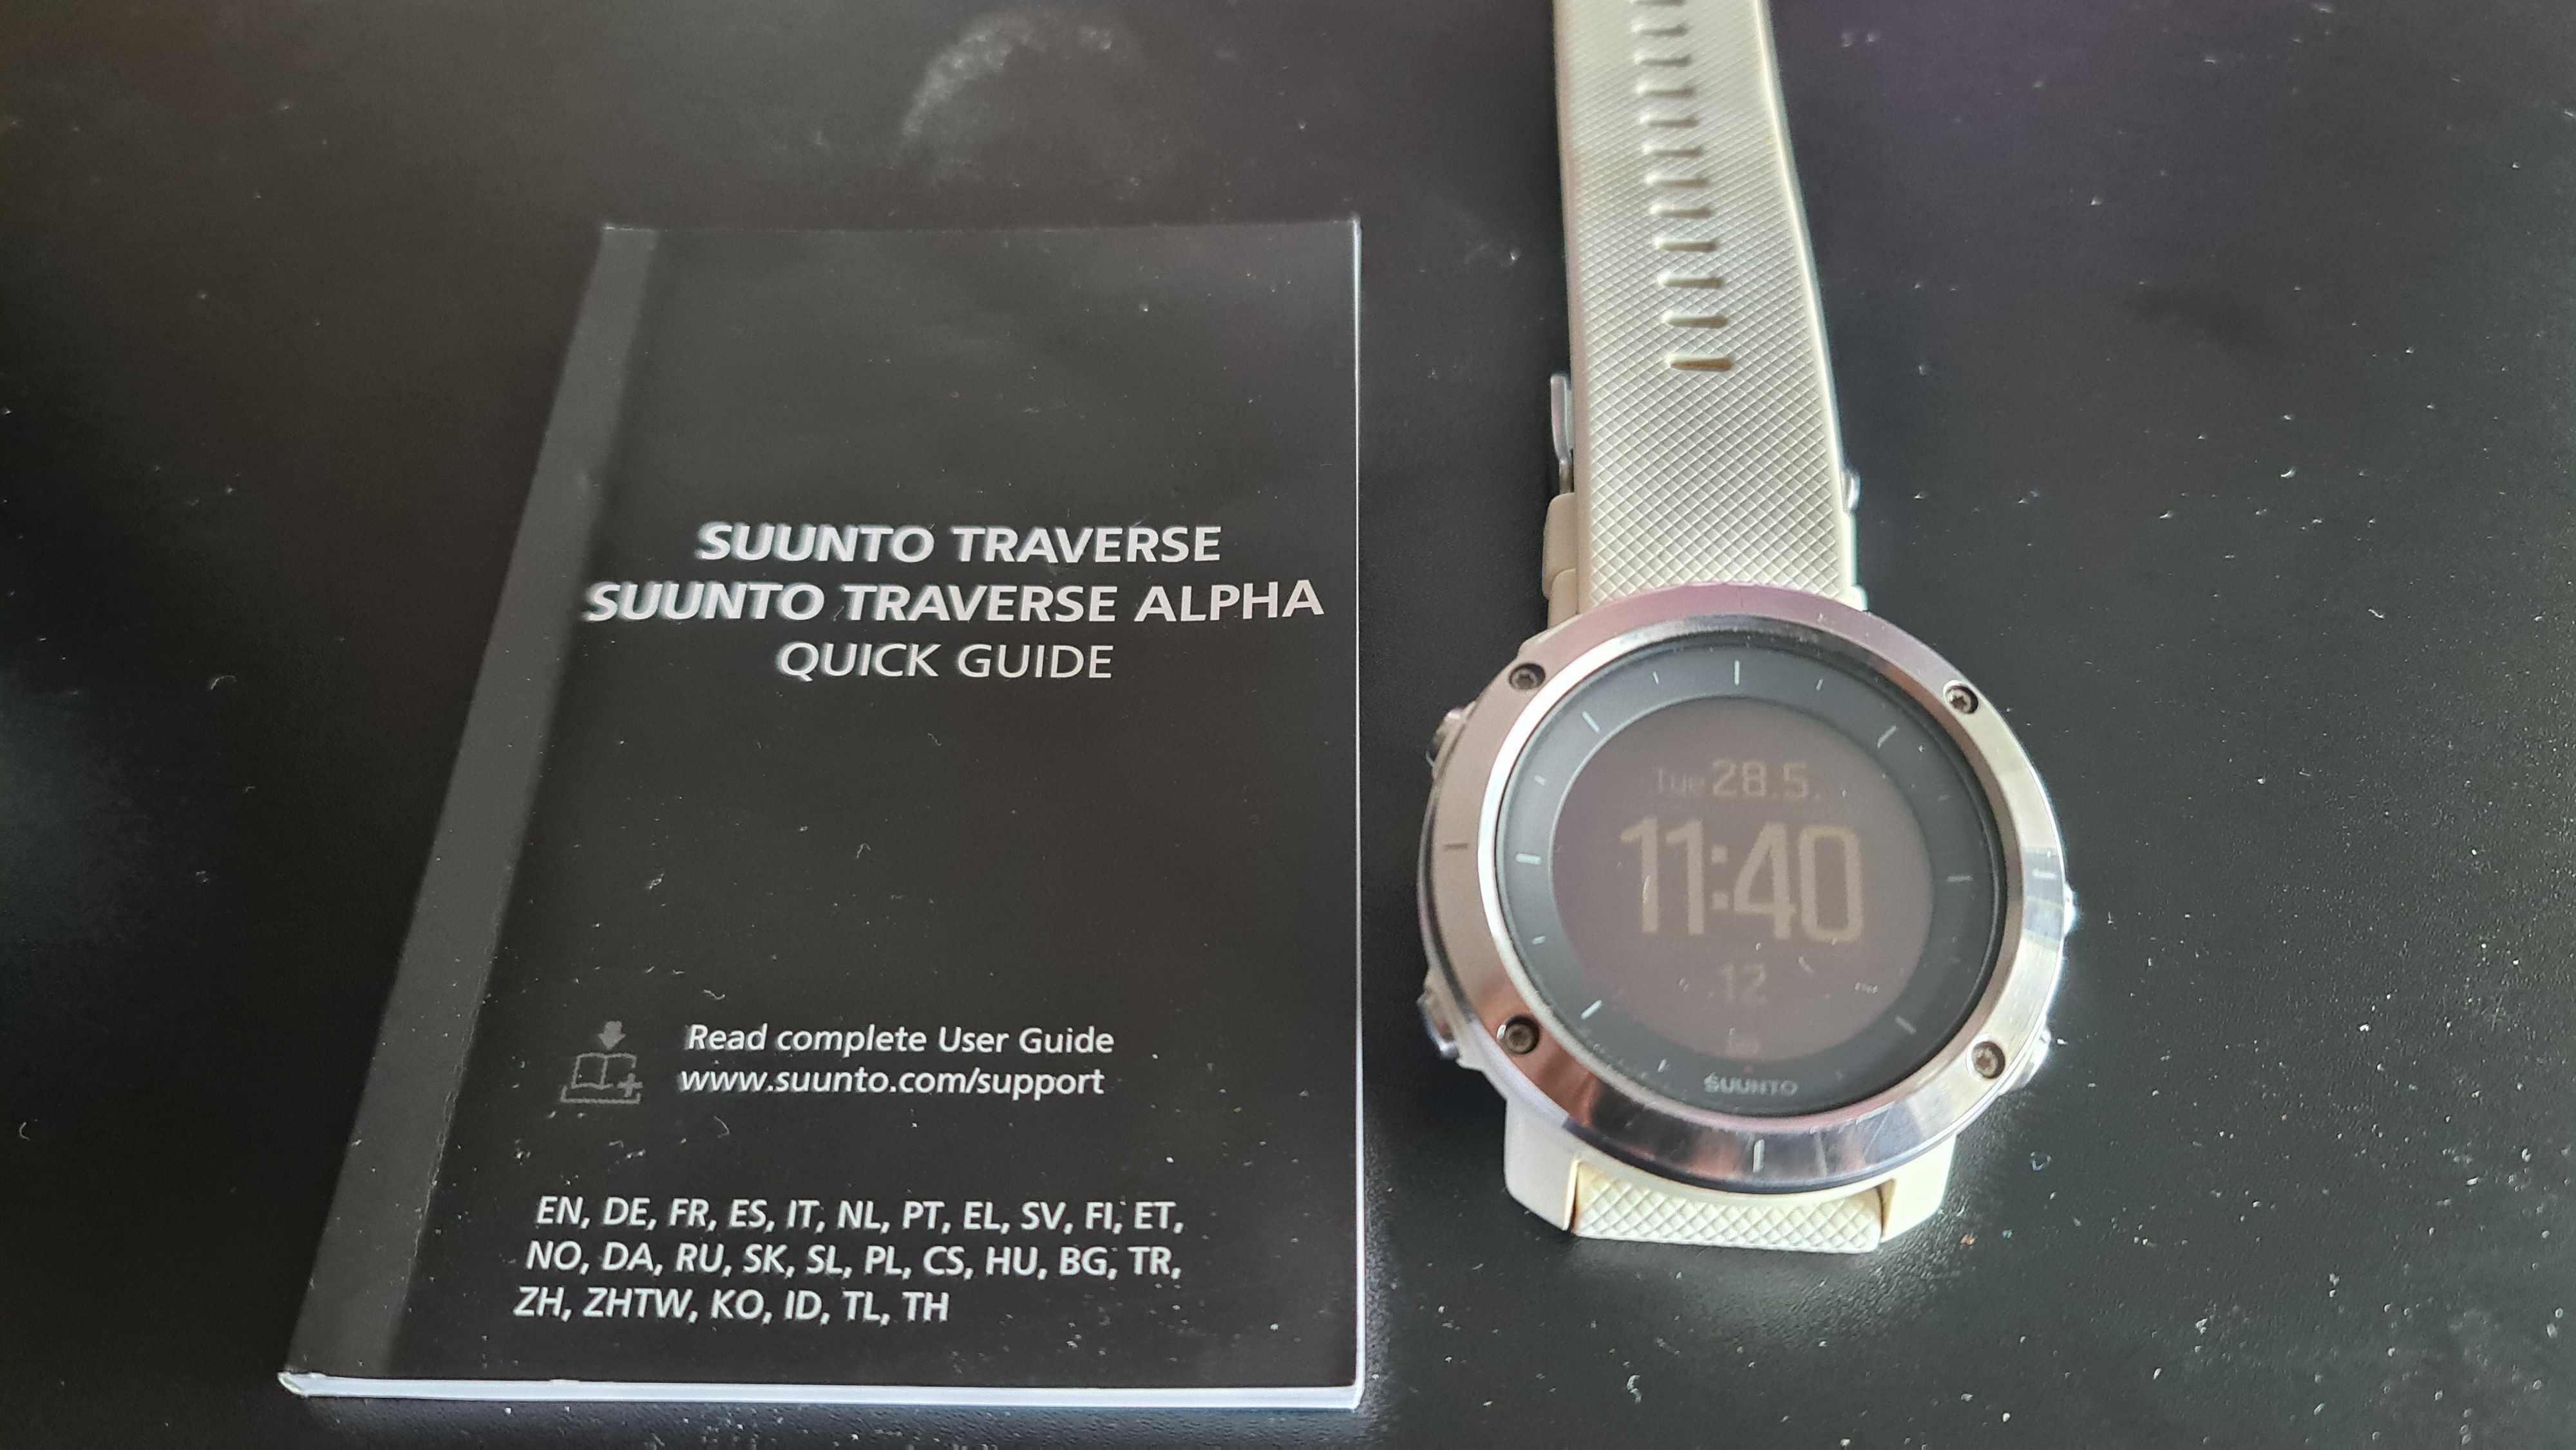 SUUNTO TRAVERSE
SUUNTO TRAVERSE ALPHA
QUICK GUIDE
Read complete User Guide
www.suunto.com/support
EN, DE, FR, ES, IT, NL, PT, EL, SV, FI, ET,
NO, DA, RU, SK, SL, PL, CS, HU, BG, TR,
ZH, ZHTW, KO, ID, TL, TH
Tue 28.5.
11:40
12
SUUNTO